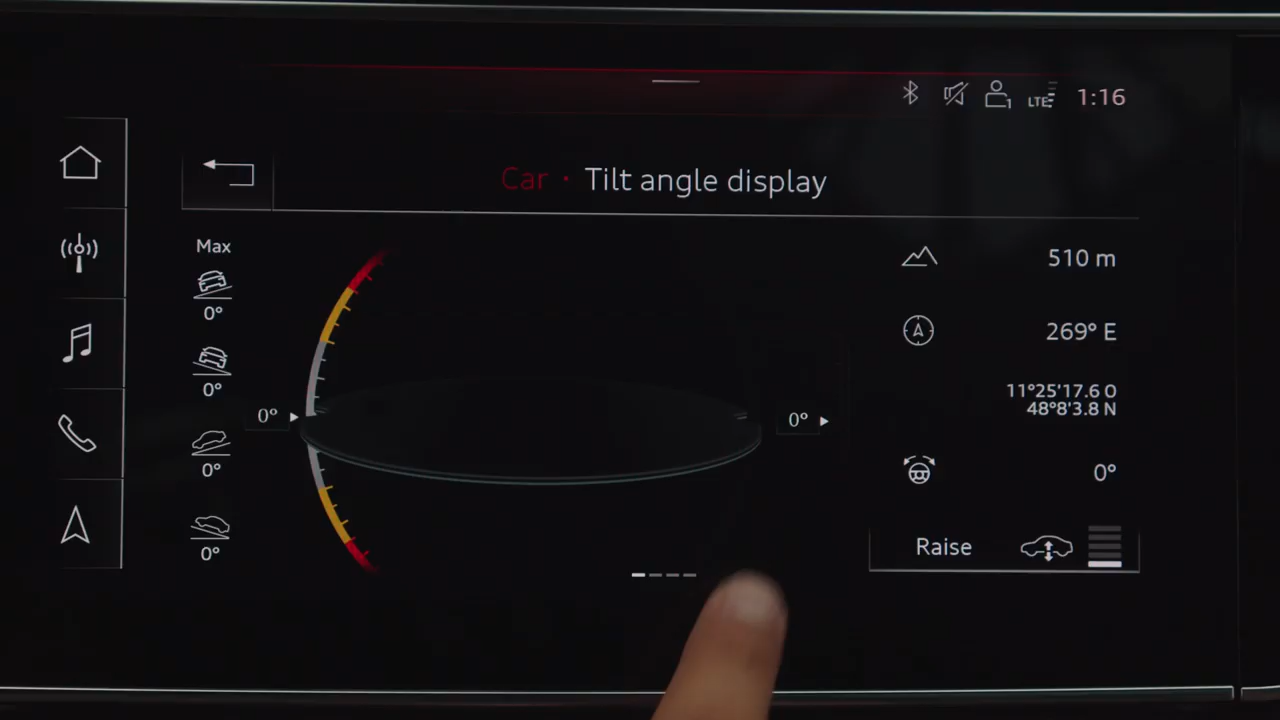 LTE 1:16
Car · Tilt angle display
Max
0°
0°
0°
0°
0°
0°
510 m
269° E
11°25'17.6 O
48°8'3.8 N
0°
Raise
1